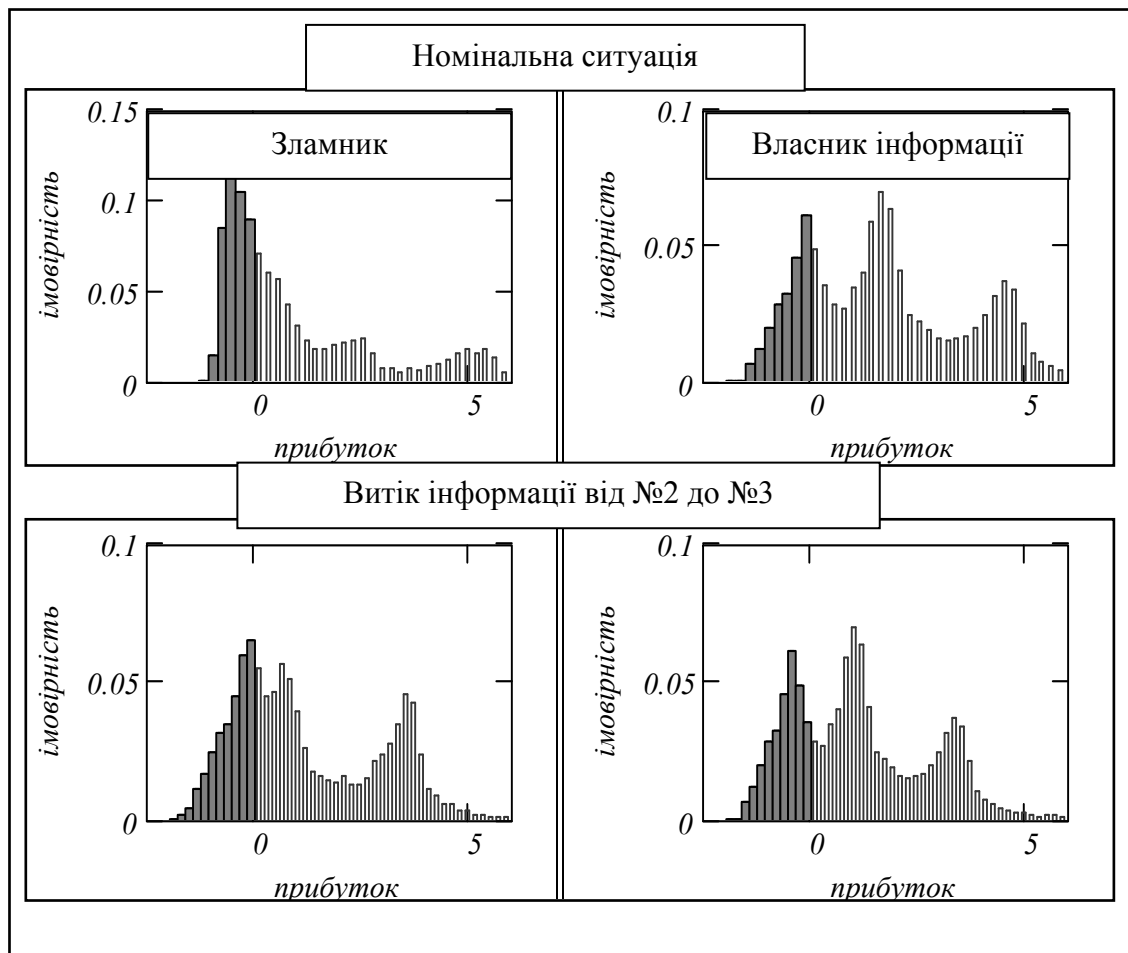 Номінальна ситуація
0.15
Зламник
0.1
0.05
0
імовірність
0
5
прибуток
0.1
Власник інформації
0.05
0
імовірність
0
5
прибуток
Витік інформації від №2 до №3
0.1
0.05
0
імовірність
0
5
прибуток
0.1
0.05
0
імовірність
0
5
прибуток